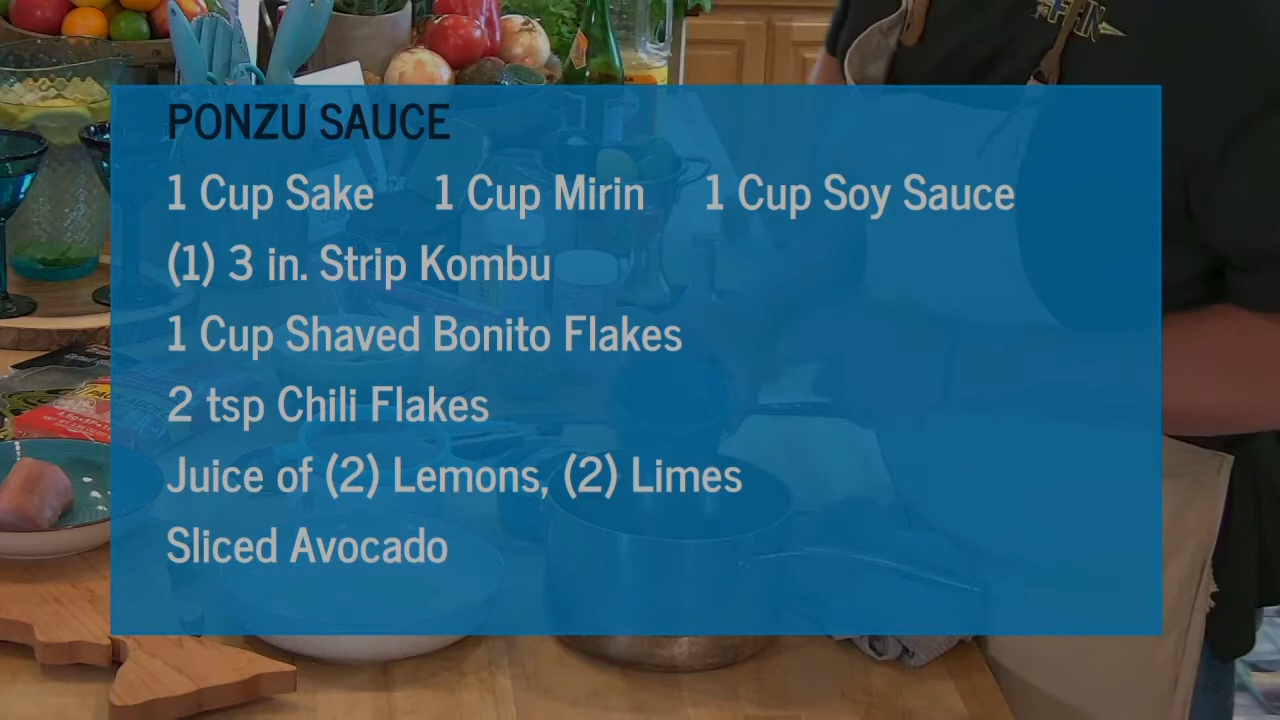 PONZU SAUCE
1 Cup Sake 1 Cup Mirin 1 Cup Soy Sauce
(1) 3 in. Strip Kombu
1 Cup Shaved Bonito Flakes
2 tsp Chili Flakes
Juice of (2) Lemons, (2) Limes
Sliced Avocado